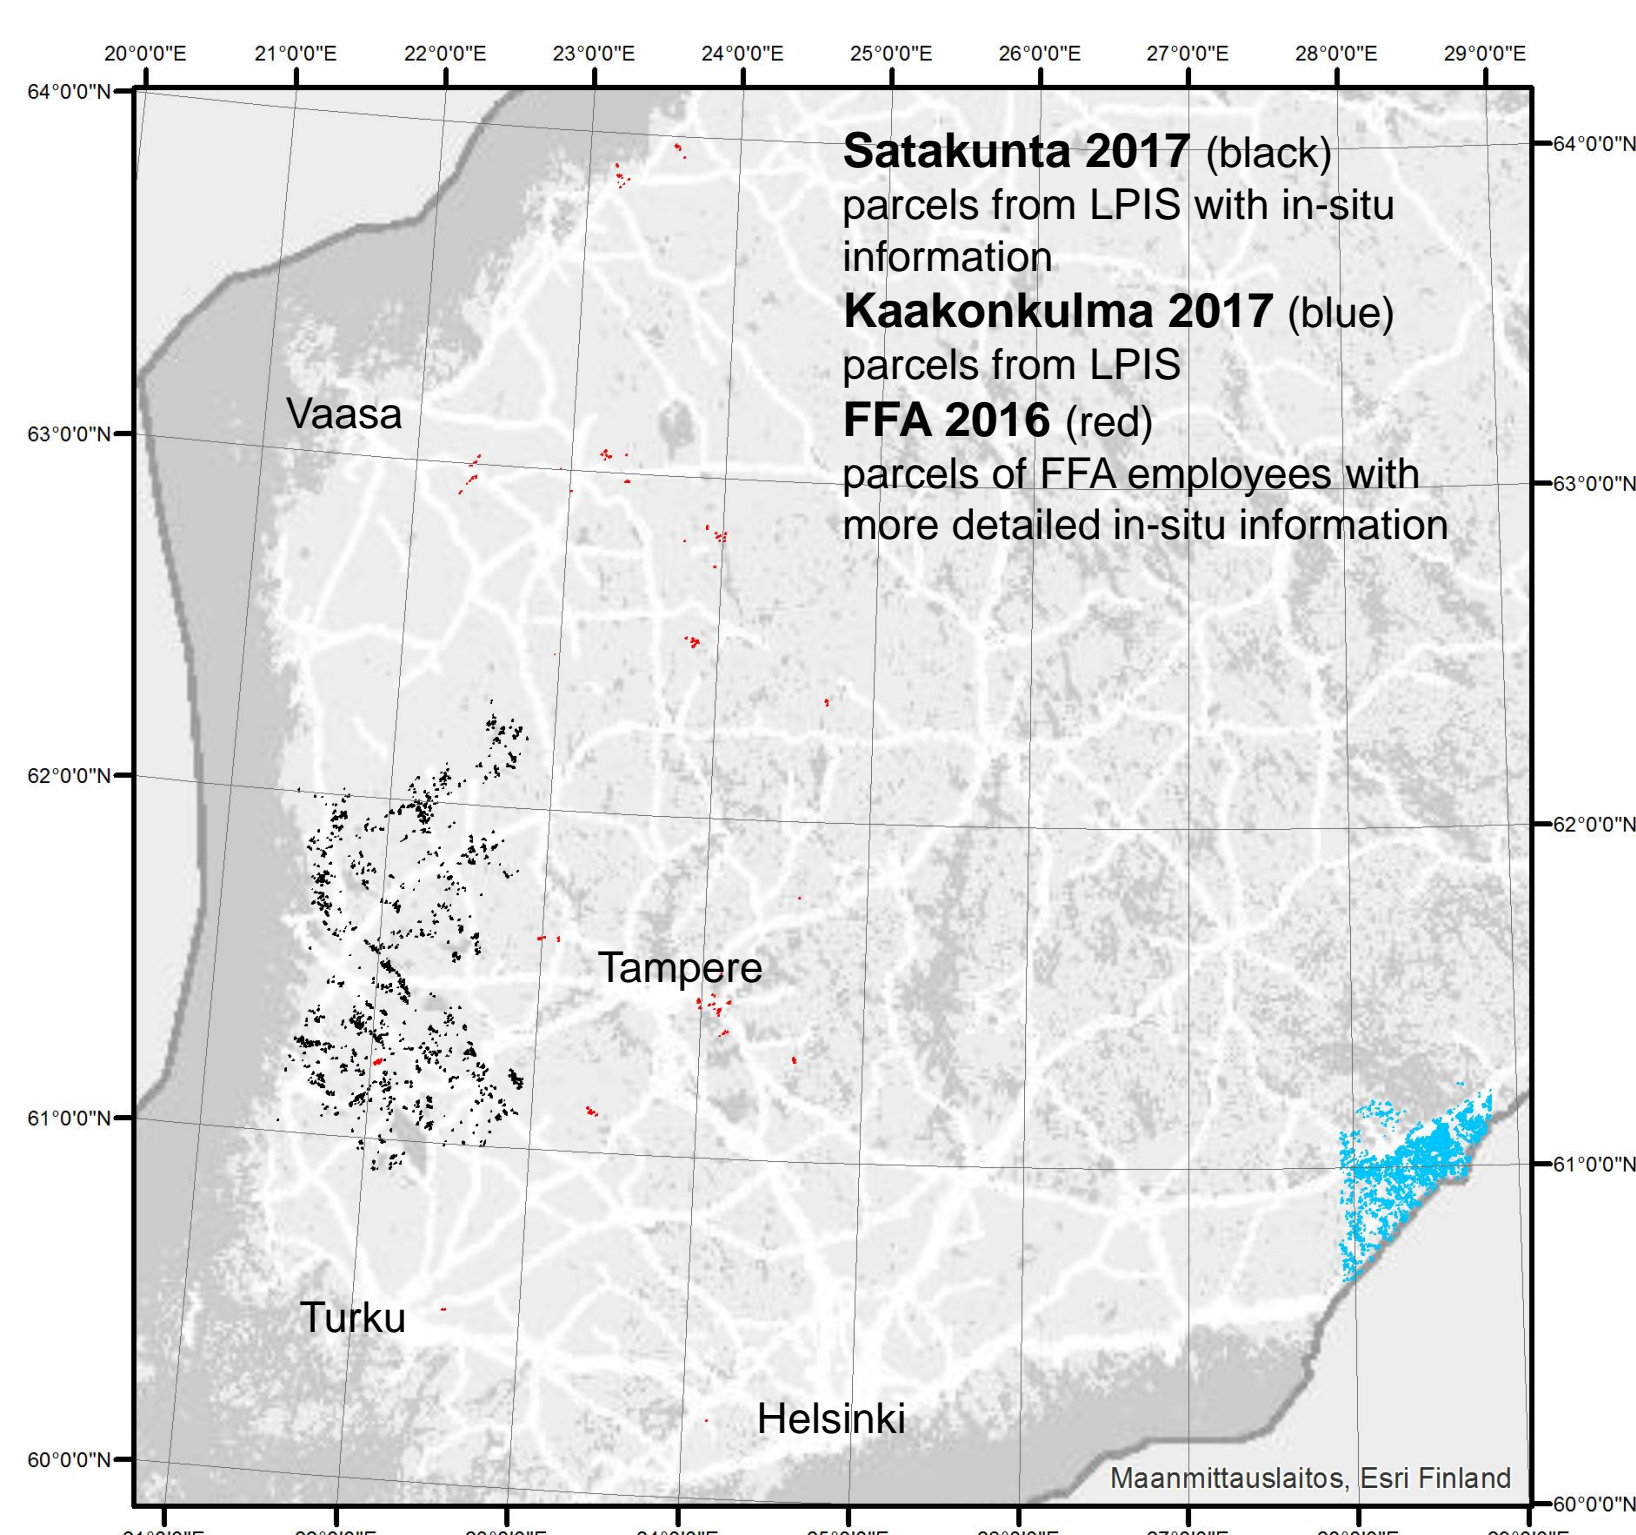 20°0'0"E 21°0'0"E 22°0'0"E 23°0'0"E 24°0'0"E 25°0'0"E 26°0'0"E 27°0'0"E 28°0'0"E 29°0'0"E
64°0'0"N
Satakunta 2017 (black)
64°0'0"N
parcels from LPIS with in-situ
information
Kaakonkulma 2017 (blue)
parcels from LPIS
Vaasa
FFA 2016 (red)
63°0'0"N
parcels of FFA employees with
63°0'0"N
more detailed in-situ information
62°0'0"N
62°0'0"N
Tampere
61°0'0"N
61°0'0"N
Turku
Helsinki
60°0'0"N
Maanmittauslaitos, Esri Finland
60°0'0"N